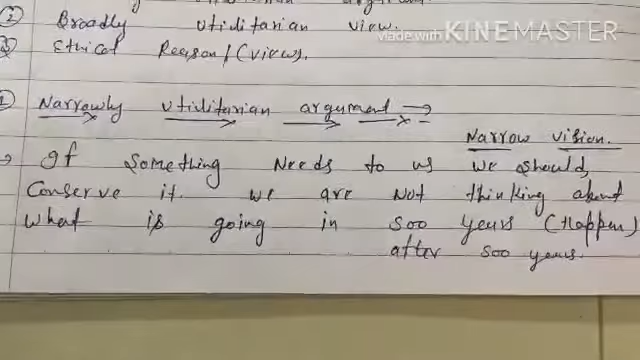 ② Broadly utilitarian view.
made with KINEMASTER
③ Ethical Reason/(views).
① Narrowly utilitarian argument ⇒
Narrow vision.
→ If something Needs to us we should
Conserve it. we are Not thinking about
what is going in 500 years (Happen)
after 500 years.